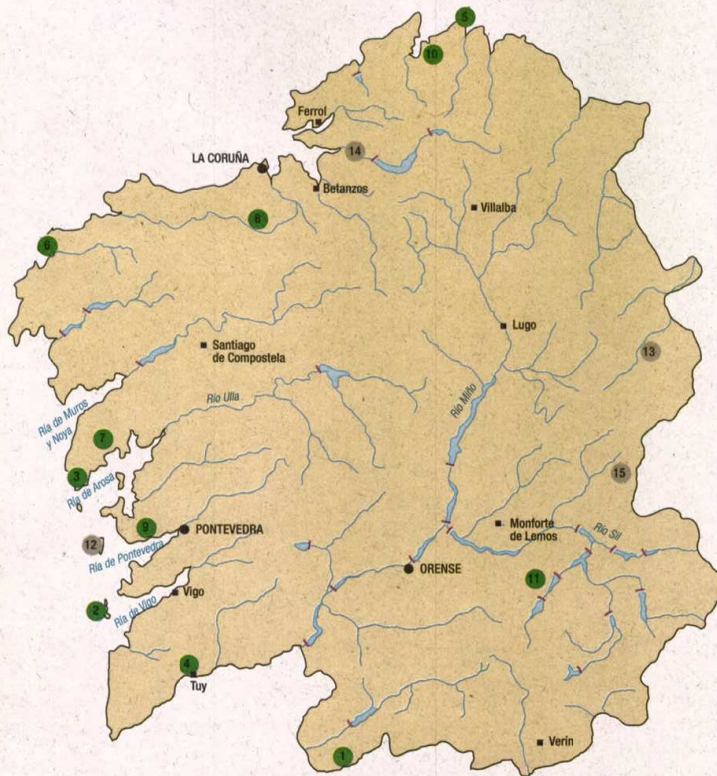 5
10
Ferrol
14
LA CORUÑA
Betanzos
Villalba
8
6
Lugo
Santiago
de Compostela
13
Río Miño
Río Ulla
Ría de Muros
y Noya
7
3
Ría de Arosa
15
9
PONTEVEDRA
Monforte
de Lemos
Río Sil
12
Ría de Pontevedra
ORENSE
11
2
Ría de Vigo
Vigo
4
Tuy
Verín
1